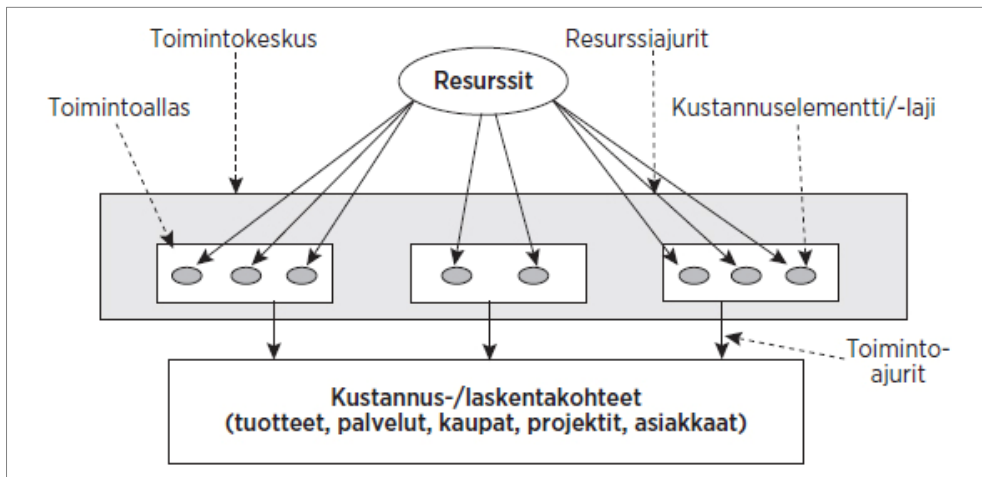 Toimintokeskus
Resurssiajurit
Resurssit
Toimintoallas
Kustannuselementti/-laji
Toiminto-
ajurit
Kustannus-/laskentakohteet
(tuotteet, palvelut, kaupat, projektit, asiakkaat)